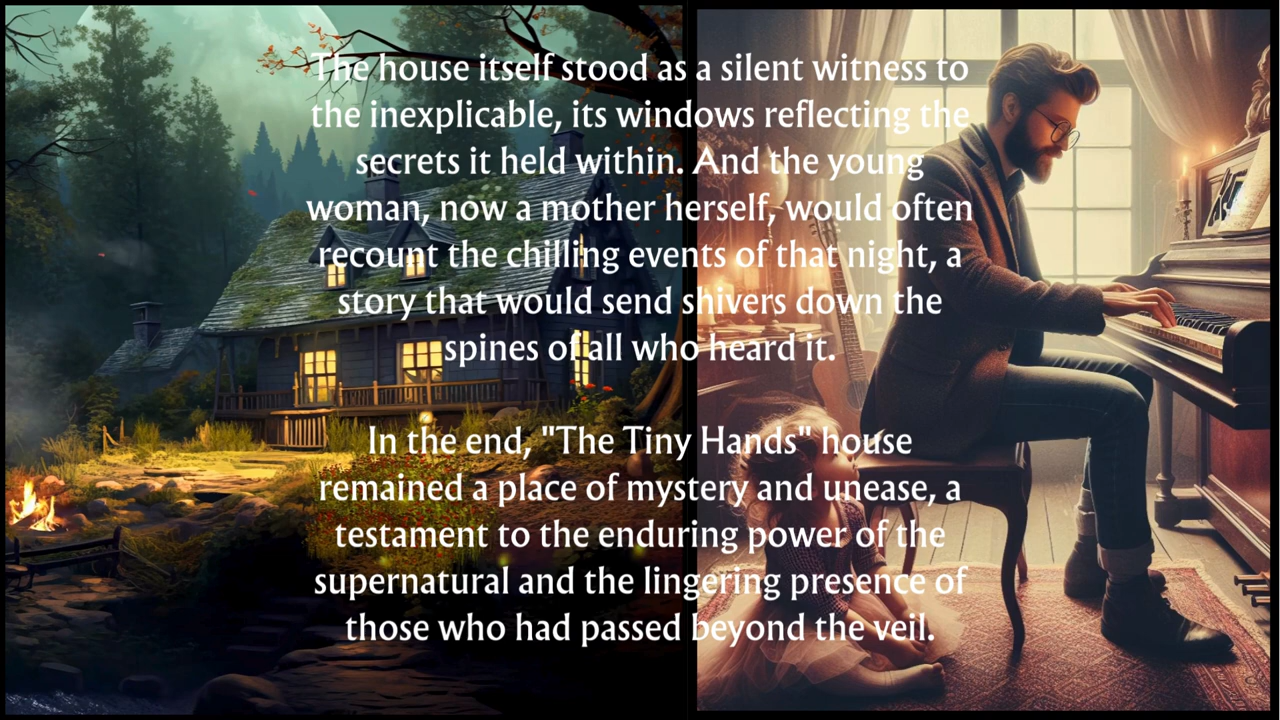 The house itself stood as a silent witness to
the inexplicable, its windows reflecting the
secrets it held within. And the young
woman, now a mother herself, would often
recount the chilling events of that night, a
story that would send shivers down the
spines of all who heard it.
In the end, "The Tiny Hands" house
remained a place of mystery and unease, a
testament to the enduring power of the
supernatural and the lingering presence of
those who had passed beyond the veil.